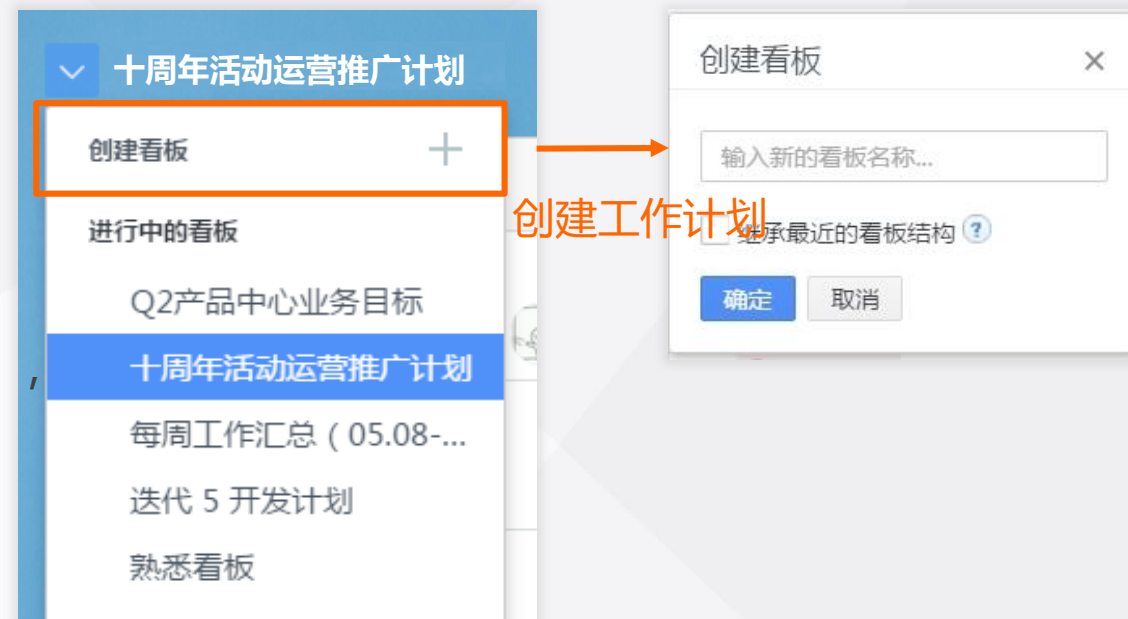 十周年活动运营推广计划
创建看板
进行中的看板
Q2产品中心业务目标
十周年活动运营推广计划
,
每周工作汇总（05.08-...
迭代 5 开发计划
熟悉看板
创建工作计划
创建看板
输入新的看板名称...
继承最近的看板结构 ?
确定
取消